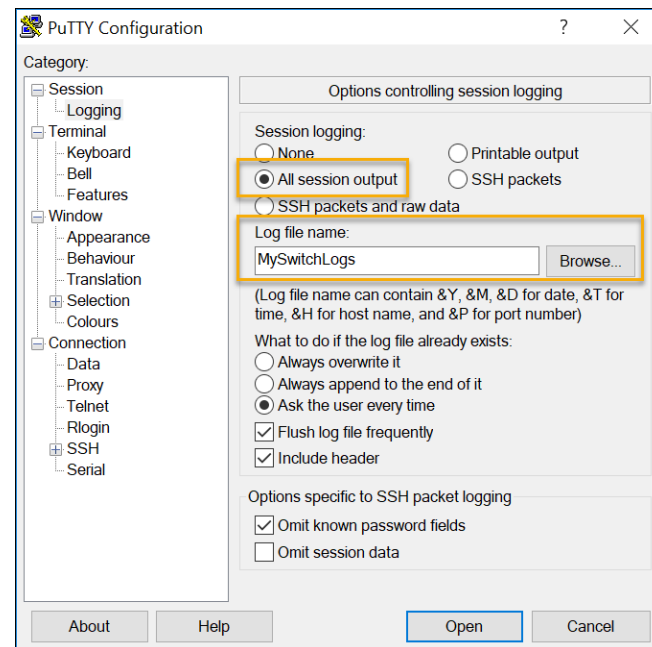 PuTTY Configuration
?
Category:
Session
Logging
Terminal
Keyboard
Bell
Features
Window
Appearance
Behaviour
Translation
Selection
Colours
Connection
Data
Proxy
Telnet
Rlogin
SSH
Serial
Options controlling session logging
Session logging:
None
Printable output
All session output
SSH packets
SSH packets and raw data
Log file name:
MySwitchLogs
Browse...
(Log file name can contain &Y, &M, &D for date, &T for
time, &H for host name, and &P for port number)
What to do if the log file already exists:
Always overwrite it
Always append to the end of it
Ask the user every time
Flush log file frequently
Include header
Options specific to SSH packet logging
Omit known password fields
Omit session data
About
Help
Open
Cancel